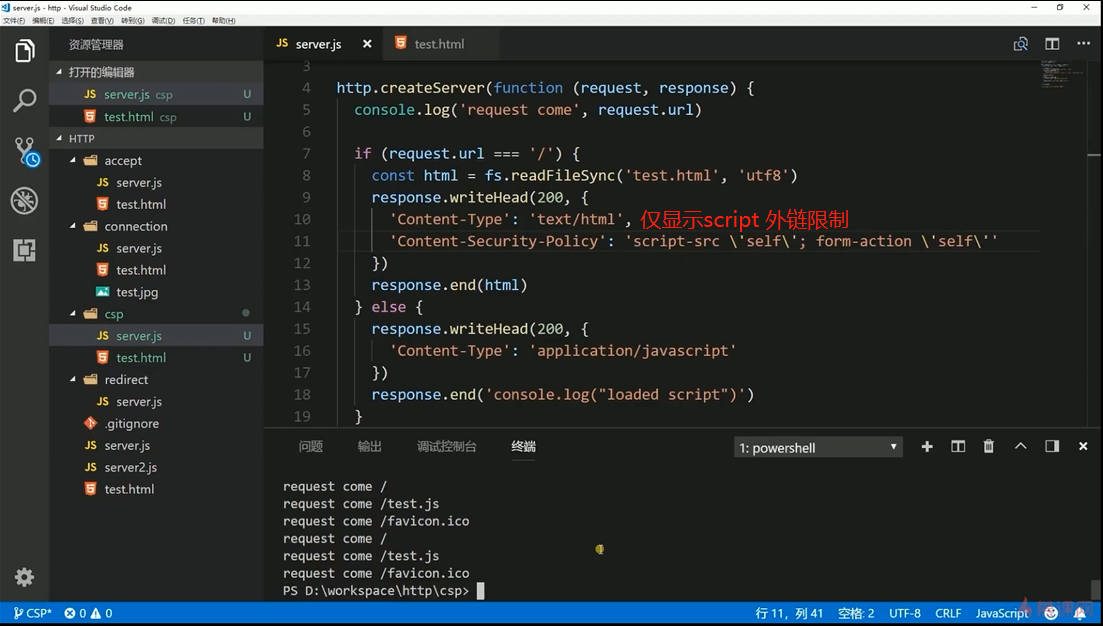 server.js - http - Visual Studio Code
文件(F) 编辑(E) 选择(S) 查看(V) 转到(G) 调试(D) 任务(T) 帮助(H)
资源管理器
打开的编辑器
JS server.js csp U
test.html csp U
HTTP
accept
JS server.js
test.html
connection
JS server.js
test.html
test.jpg
csp
JS server.js U
test.html U
redirect
JS server.js
.gitignore
JS server.js
JS server2.js
test.html
JS server.js test.html
3
4 http.createServer(function (request, response) {
5 console.log('request come', request.url)
6
7 if (request.url === '/') {
8 const html = fs.readFileSync('test.html', 'utf8')
9 response.writeHead(200, {
10 'Content-Type': 'text/html', 仅显示script 外链限制
11 'Content-Security-Policy': 'script-src \'self\'; form-action \'self\''
12 })
13 response.end(html)
14 } else {
15 response.writeHead(200, {
16 'Content-Type': 'application/javascript'
17 })
18 response.end('console.log("loaded script")')
19 }
问题 输出 调试控制台 终端 1: powershell
request come /
request come /test.js
request come /favicon.ico
request come /
request come /test.js
request come /favicon.ico
PS D:\workspace\http\csp>
CSP* 0 0 行 11，列 41 空格: 2 UTF-8 CRLF JavaScript